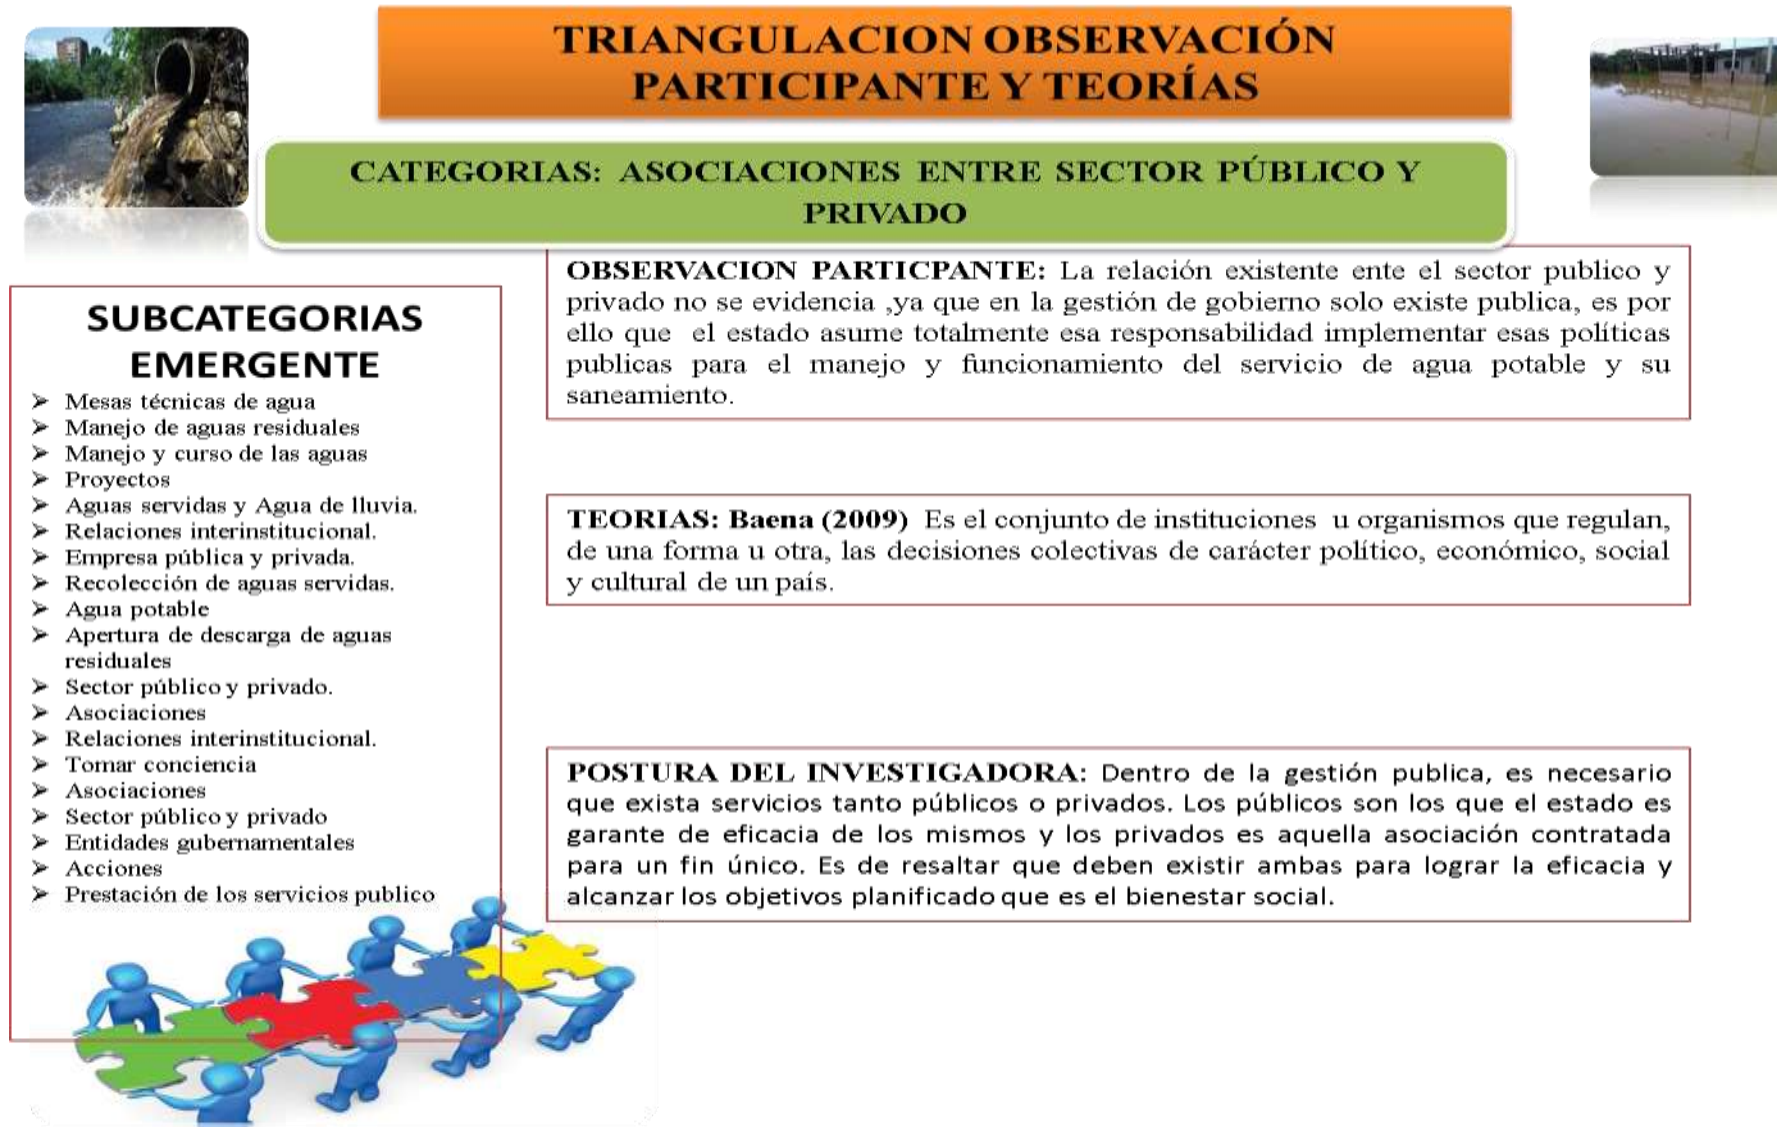 TRIANGULACION OBSERVACIÓN
PARTICIPANTE Y TEORÍAS
CATEGORIAS: ASOCIACIONES ENTRE SECTOR PÚBLICO Y
PRIVADO
SUBCATEGORIAS
EMERGENTE
➢ Mesas técnicas de agua
➢ Manejo de aguas residuales
➢ Manejo y curso de las aguas
➢ Proyectos
➢ Aguas servidas y Agua de lluvia.
➢ Relaciones interinstitucional.
➢ Empresa pública y privada.
➢ Recolección de aguas servidas.
➢ Agua potable
➢ Apertura de descarga de aguas
residuales
➢ Sector público y privado.
➢ Asociaciones
➢ Relaciones interinstitucional.
➢ Tomar conciencia
➢ Asociaciones
➢ Sector público y privado
➢ Entidades gubernamentales
➢ Acciones
➢ Prestación de los servicios publico
OBSERVACION PARTICPANTE: La relación existente ente el sector publico y
privado no se evidencia ,ya que en la gestión de gobierno solo existe publica, es por
ello que el estado asume totalmente esa responsabilidad implementar esas políticas
publicas para el manejo y funcionamiento del servicio de agua potable y su
saneamiento.
TEORIAS: Baena (2009) Es el conjunto de instituciones u organismos que regulan,
de una forma u otra, las decisiones colectivas de carácter político, económico, social
y cultural de un país.
POSTURA DEL INVESTIGADORA: Dentro de la gestión publica, es necesario
que exista servicios tanto públicos o privados. Los públicos son los que el estado es
garante de eficacia de los mismos y los privados es aquella asociación contratada
para un fin único. Es de resaltar que deben existir ambas para lograr la eficacia y
alcanzar los objetivos planificado que es el bienestar social.